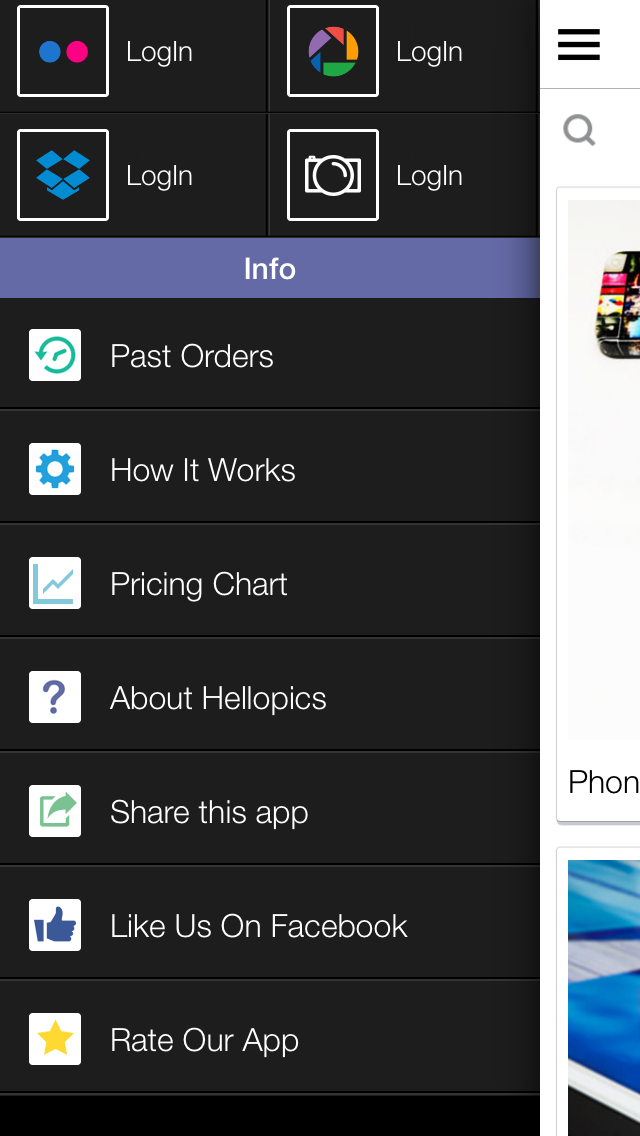 LogIn
LogIn
LogIn
LogIn
Info
Past Orders
How It Works
Pricing Chart
About Hellopics
Share this app
Like Us On Facebook
Rate Our App
Phon